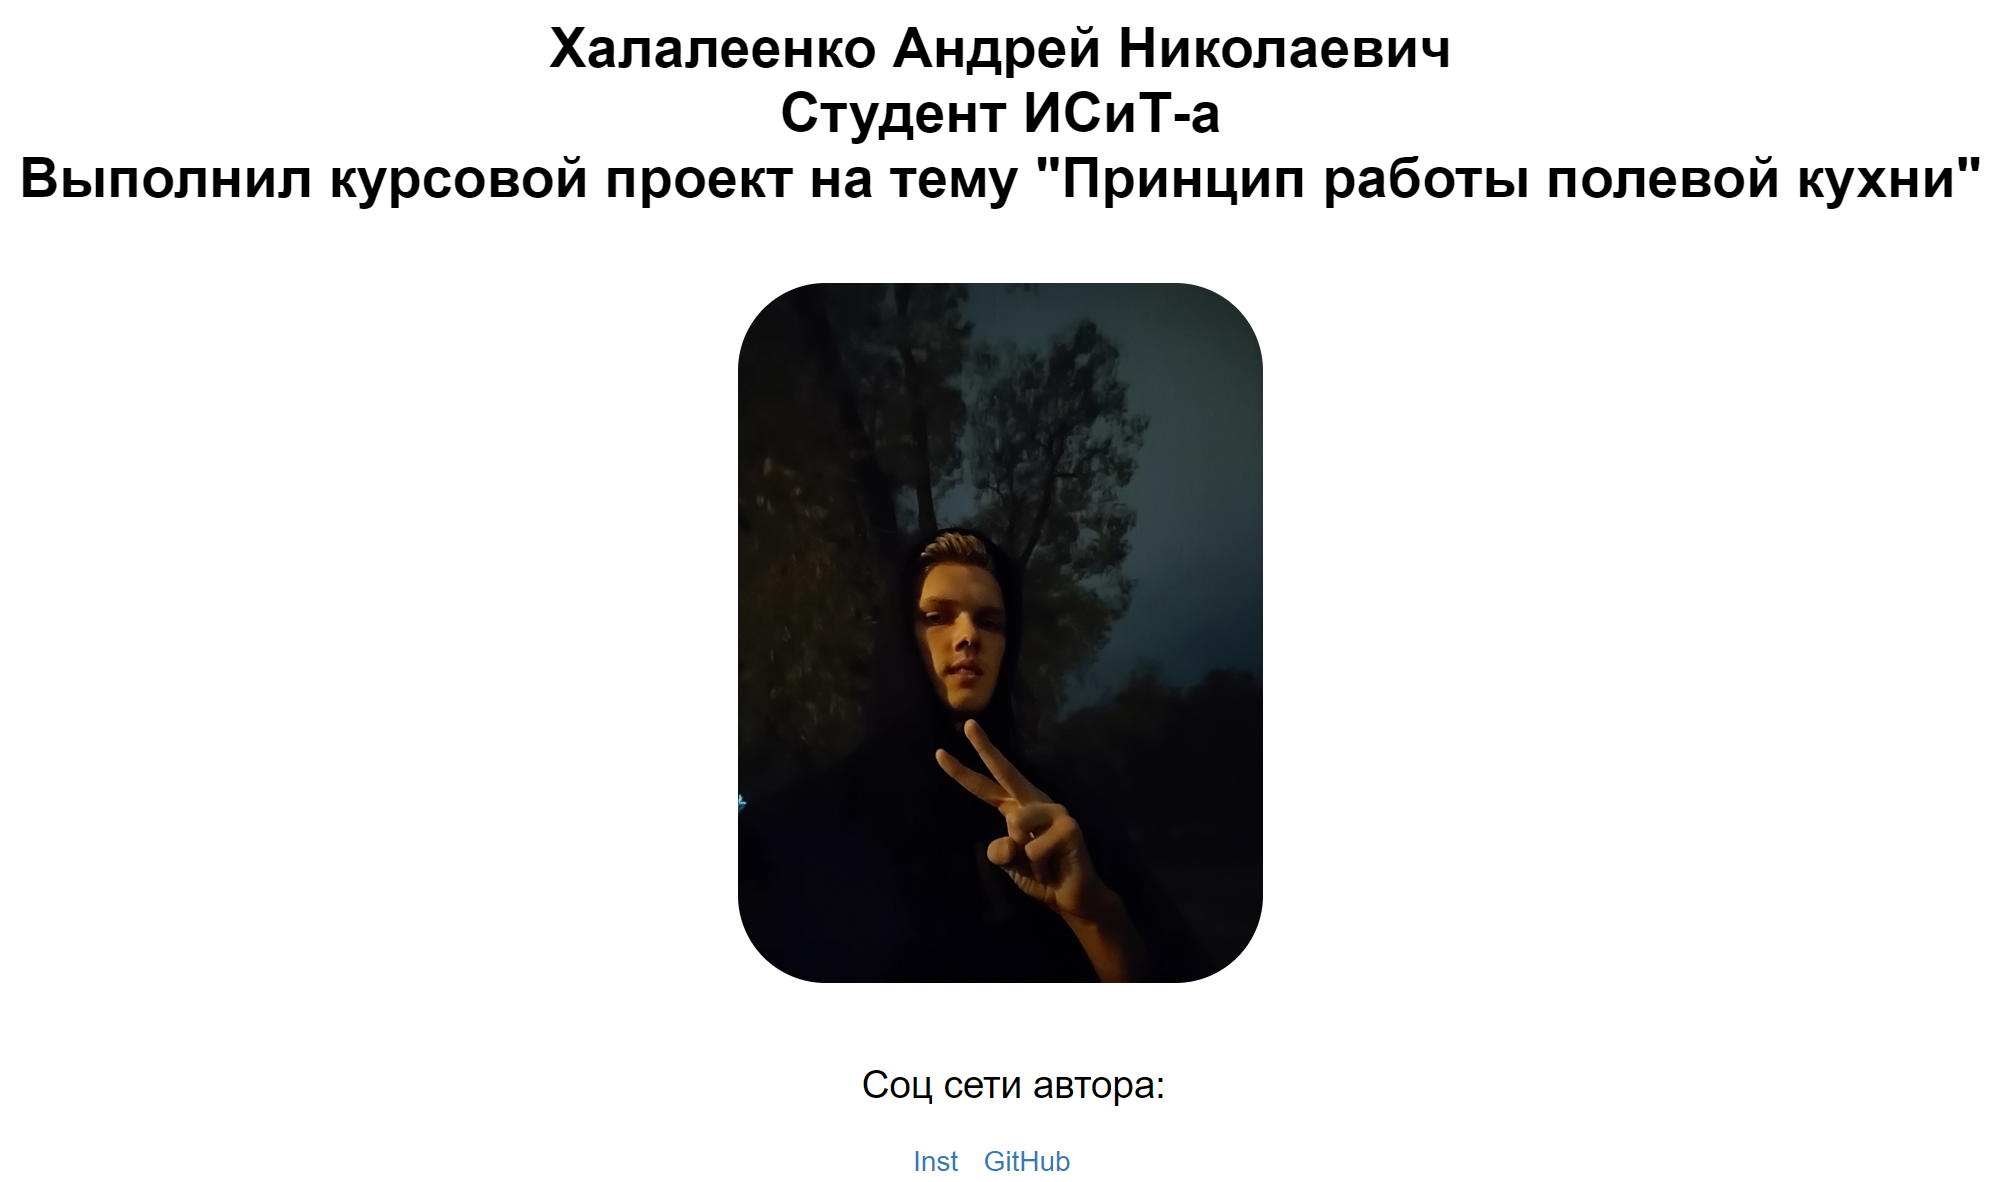 Халалеенко Андрей Николаевич
Студент ИСиТ-а
Выполнил курсовой проект на тему "Принцип работы полевой кухни"
Соц сети автора:
Inst GitHub